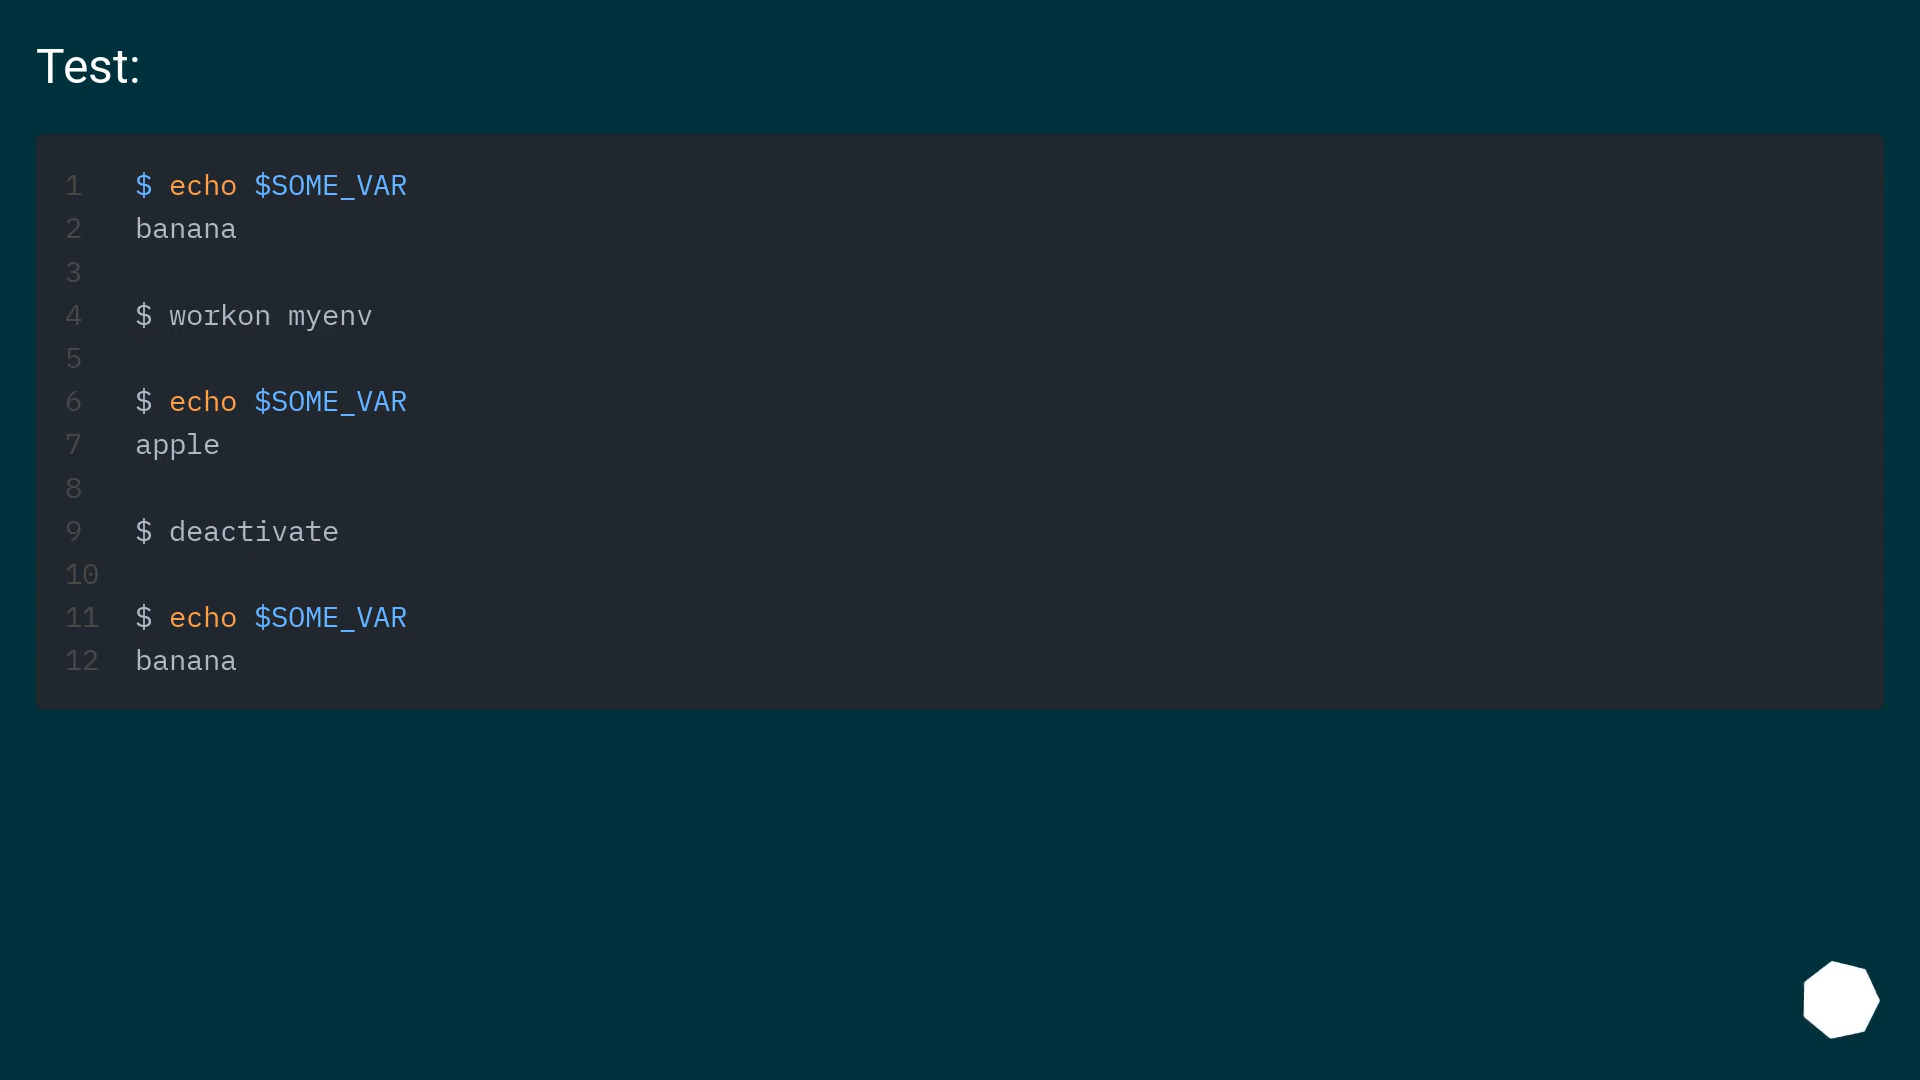 Test:
1 $ echo $SOME_VAR
2 banana
3
4 $ workon myenv
5
6 $ echo $SOME_VAR
7 apple
8
9 $ deactivate
10
11 $ echo $SOME_VAR
12 banana